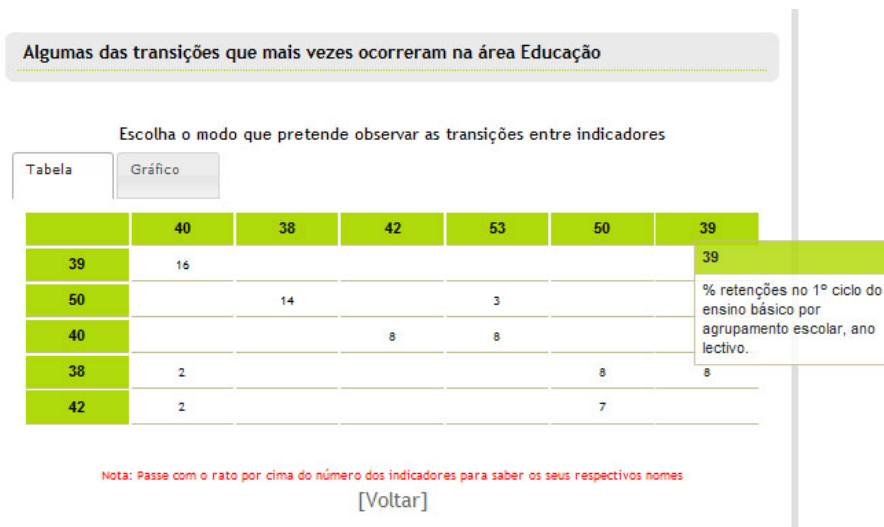 Algumas das transições que mais vezes ocorreram na área Educação
Escolha o modo que pretende observar as transições entre indicadores
Tabela Gráfico
40 38 42 53 50 39
39 16
50 14 3
40 8 8
38 2 8 8
42 2 7
39
% retenções no 1º ciclo do
ensino básico por
agrupamento escolar, ano
lectivo.
Nota: Passe com o rato por cima do número dos indicadores para saber os seus respectivos nomes
[Voltar]